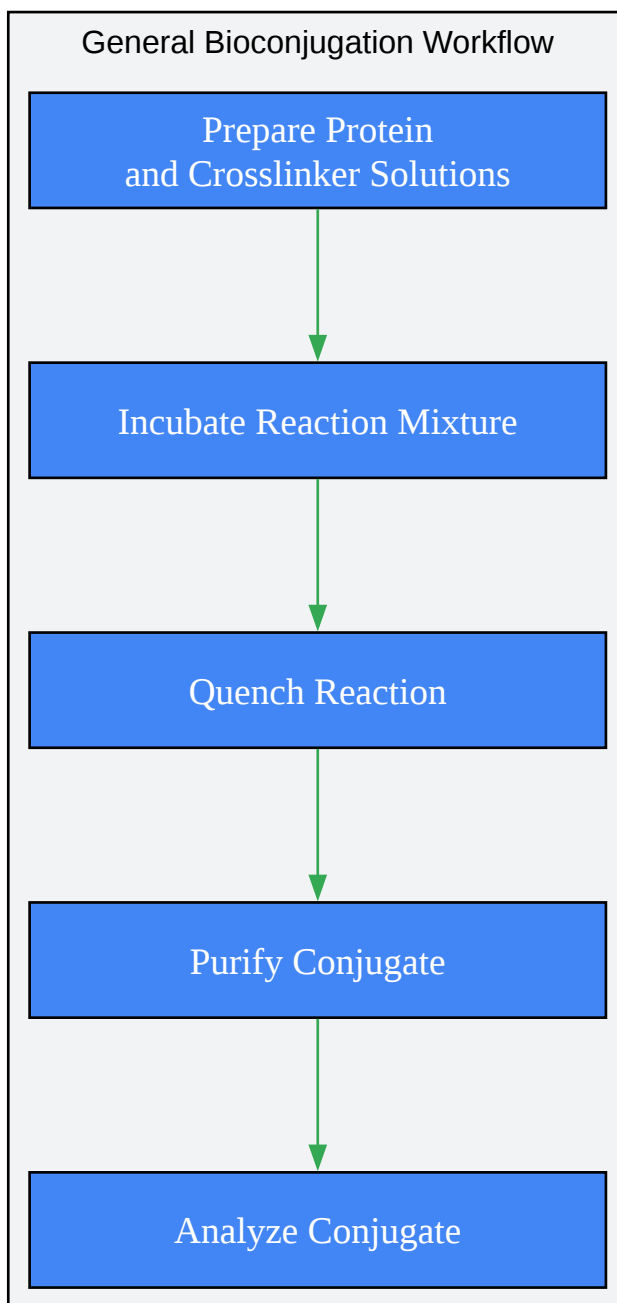 General Bioconjugation Workflow
Prepare Protein
and Crosslinker Solutions
Incubate Reaction Mixture
Quench Reaction
Purify Conjugate
Analyze Conjugate